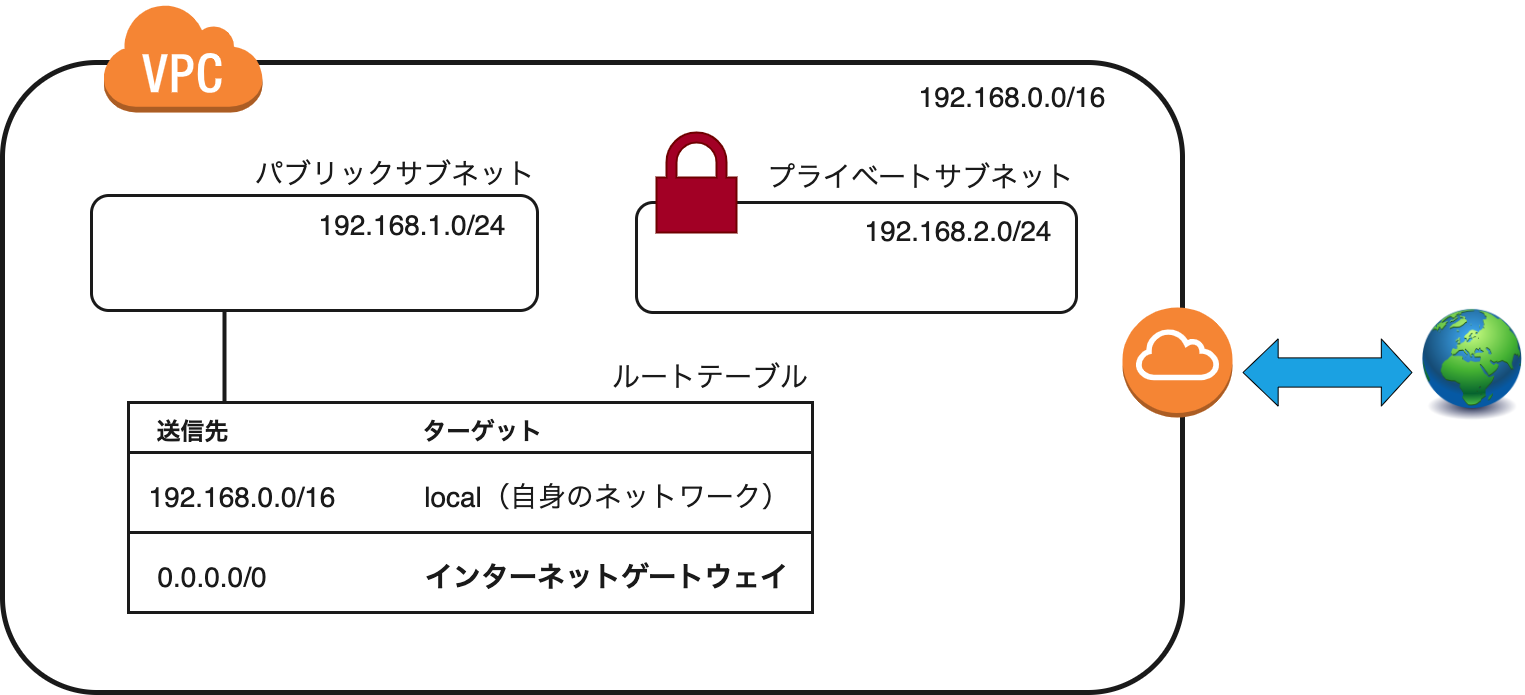 VPC
192.168.0.0/16
パブリックサブネット
プライベートサブネット
192.168.1.0/24
192.168.2.0/24
ルートテーブル
送信先 ターゲット
192.168.0.0/16 local（自身のネットワーク）
0.0.0.0/0 インターネットゲートウェイ